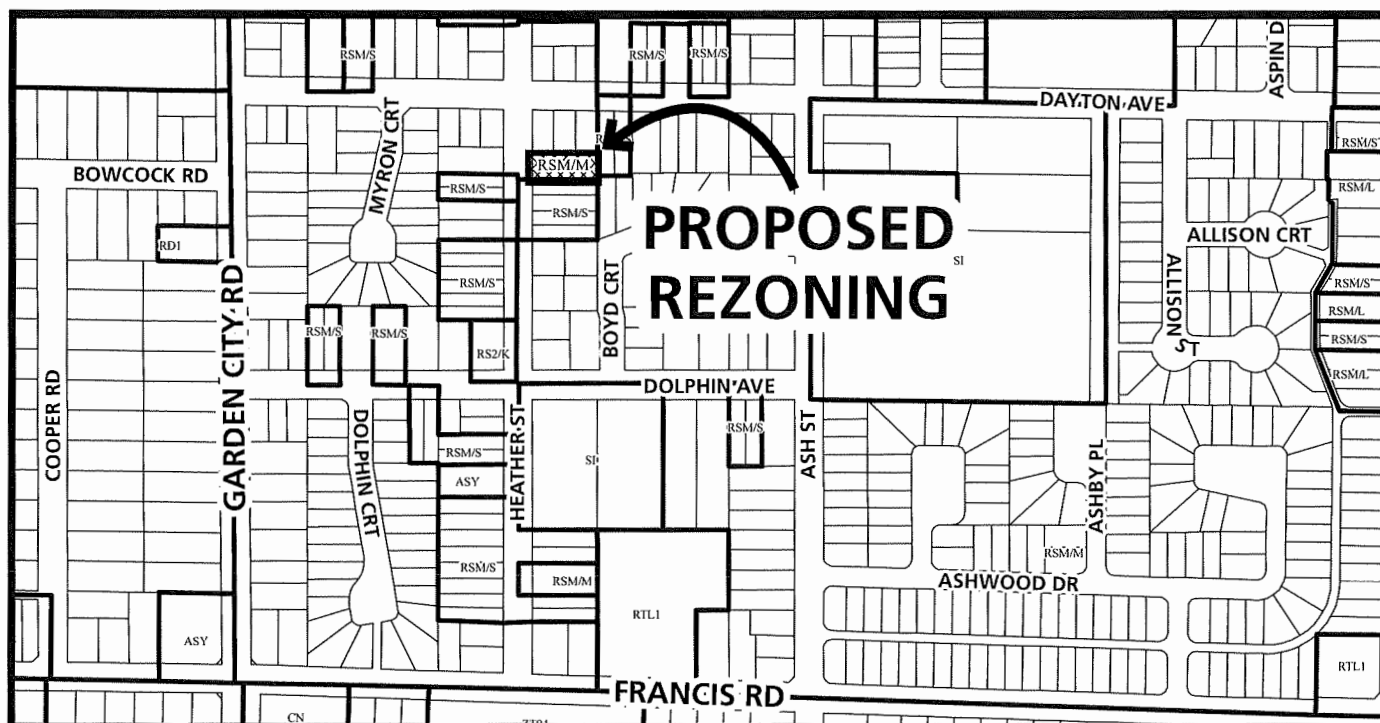 RSM/S
RSM/S
RSM/S
ASPIN D
DAYTON AVE
MYRON CRT
RSM/S
BOWCOCK RD
RSM/M
RSM/S
RSM/L
RSM/S
PROPOSED
REZONING
RD1
ALLISON CRT
SI
GARDEN CITY RD
RSM/S
BOYD CRT
ALLISON ST
RSM/S
RSM/L
RSM/S
RSM/S
RSM/S
RS2/K
RSM/L
DOLPHIN AVE
COOPER RD
DOLPHIN CRT
HEATHER ST
RSM/S
ASH ST
RSM/S
SI
ASY
ASHBY PL
RSM/S
RSM/M
RSM/M
ASHWOOD DR
ASY
RTL1
RTL1
FRANCIS RD
CN